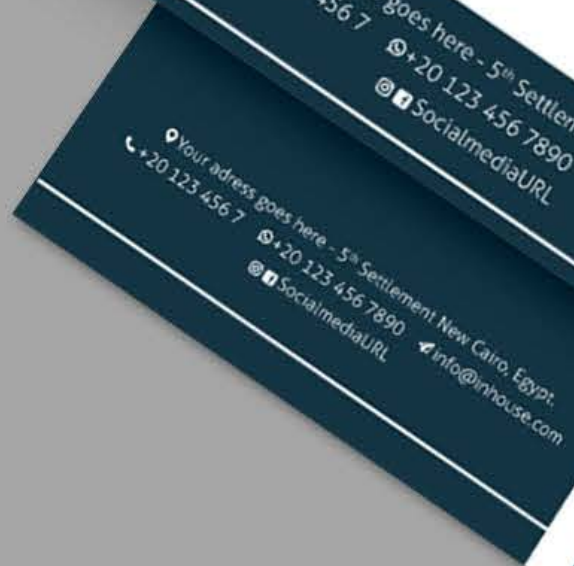 goes here - 5th
456 7 +20 123 456 7890
SocialmediaURL
Your adress goes here - 5th Settlement New Cairo, Egypt.
+20 123 456 7 +20 123 456 7890 info@inhouse.com
SocialmediaURL